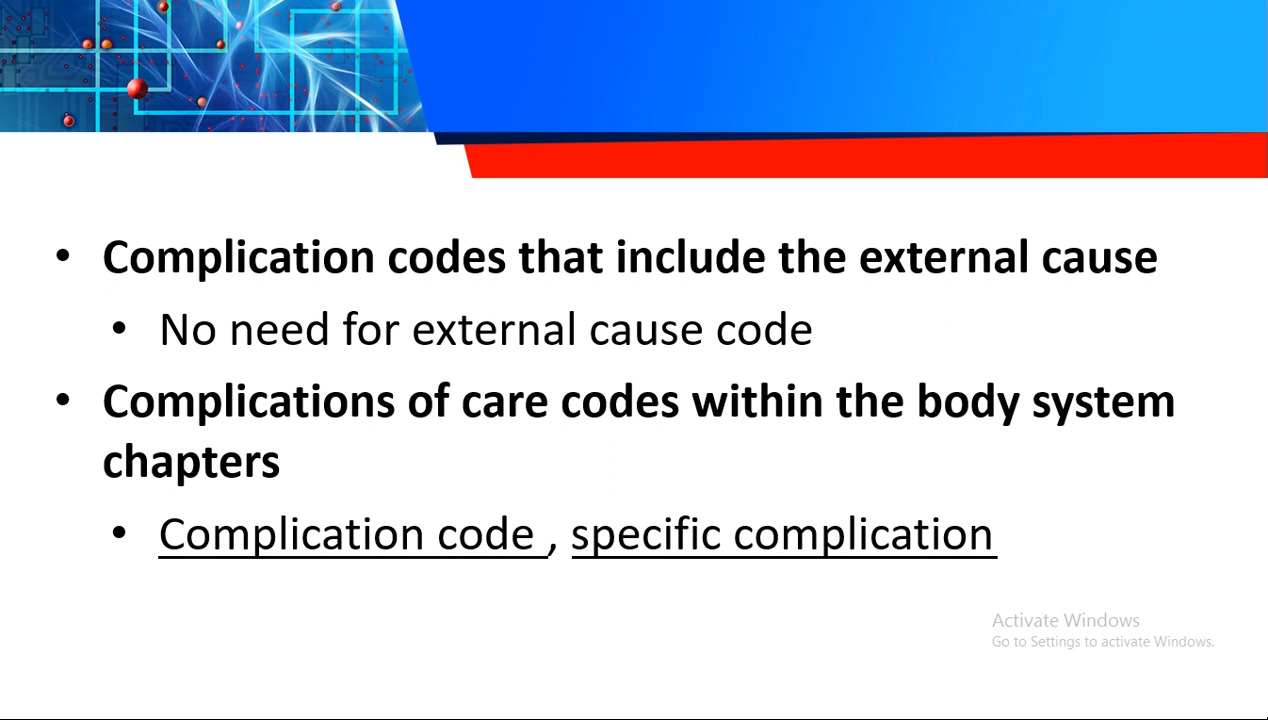 • Complication codes that include the external cause
• No need for external cause code
• Complications of care codes within the body system
chapters
• Complication code , specific complication
Activate Windows
Go to Settings to activate Windows.